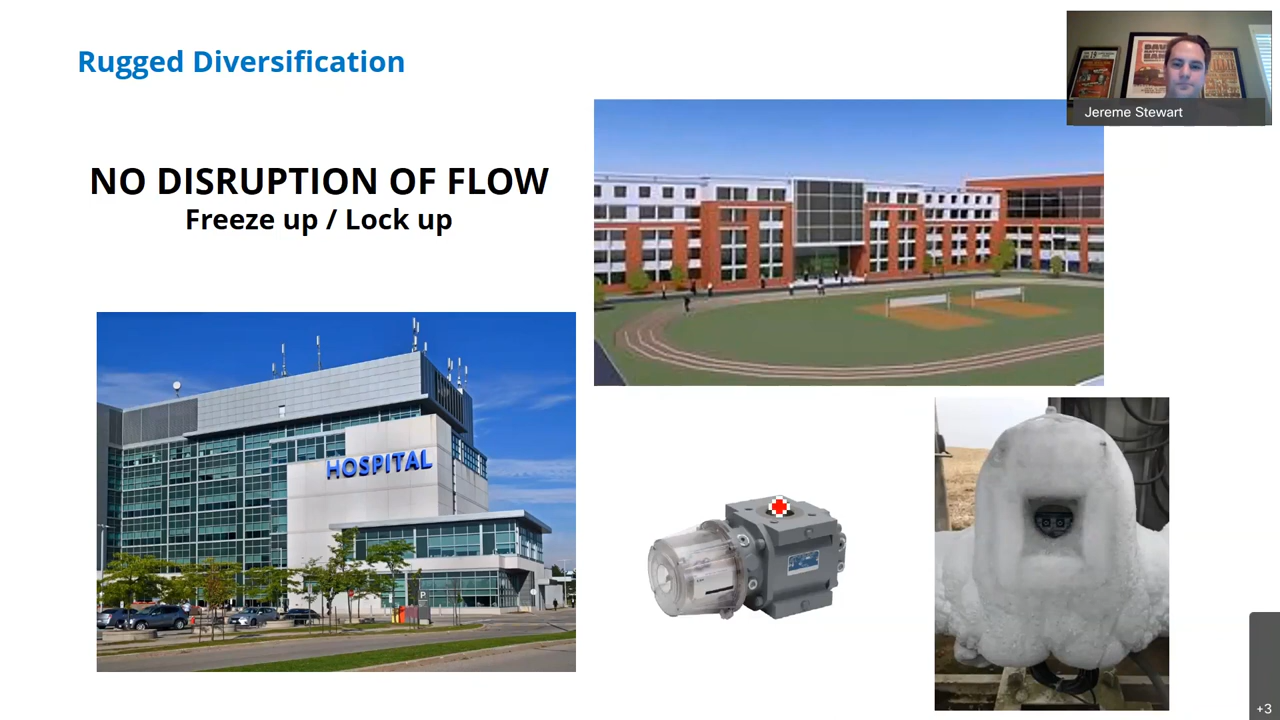 Rugged Diversification
Jereme Stewart
NO DISRUPTION OF FLOW
Freeze up / Lock up
HOSPITAL
P
+3